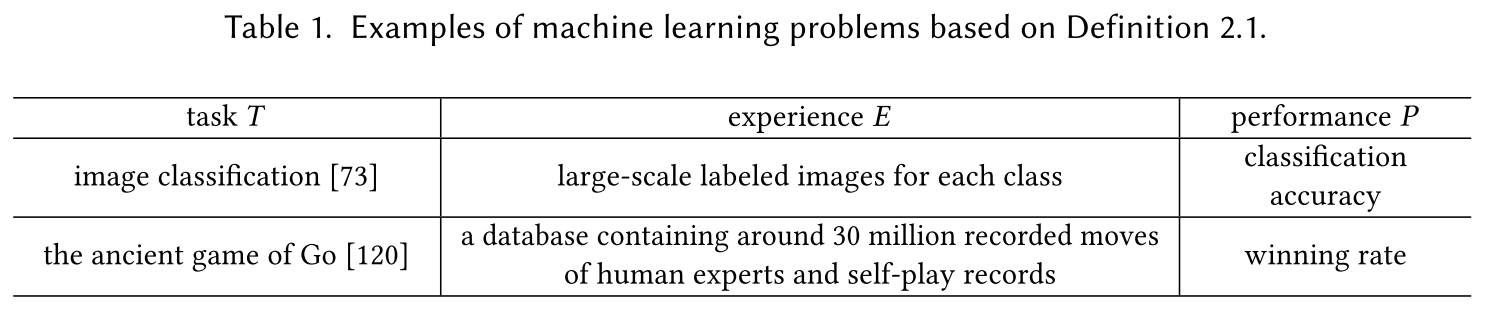 Table 1. Examples of machine learning problems based on Definition 2.1.
task T experience E performance P
image classification [73] large-scale labeled images for each class classification accuracy
the ancient game of Go [120] a database containing around 30 million recorded moves of human experts and self-play records winning rate